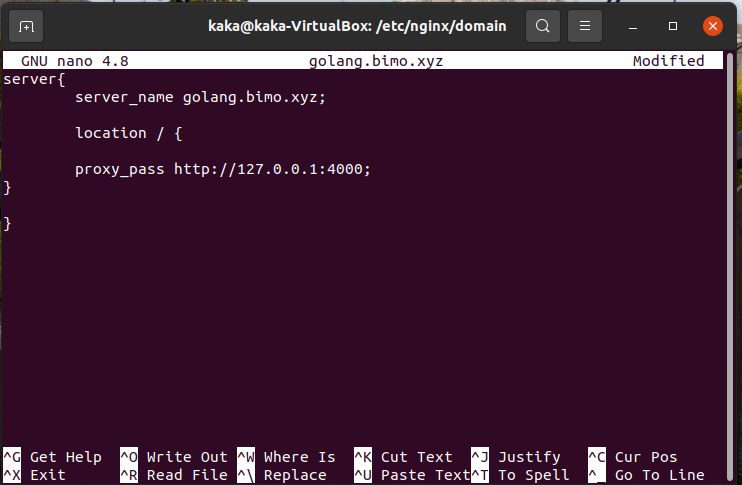 kaka@kaka-VirtualBox: /etc/nginx/domain
GNU nano 4.8 golang.bimo.xyz Modified
server{
        server_name golang.bimo.xyz;
        location / {
        proxy_pass http://127.0.0.1:4000;
}
}
^G Get Help ^O Write Out ^W Where Is ^K Cut Text ^J Justify ^C Cur Pos
^X Exit ^R Read File ^\ Replace ^U Paste Text ^T To Spell ^_ Go To Line